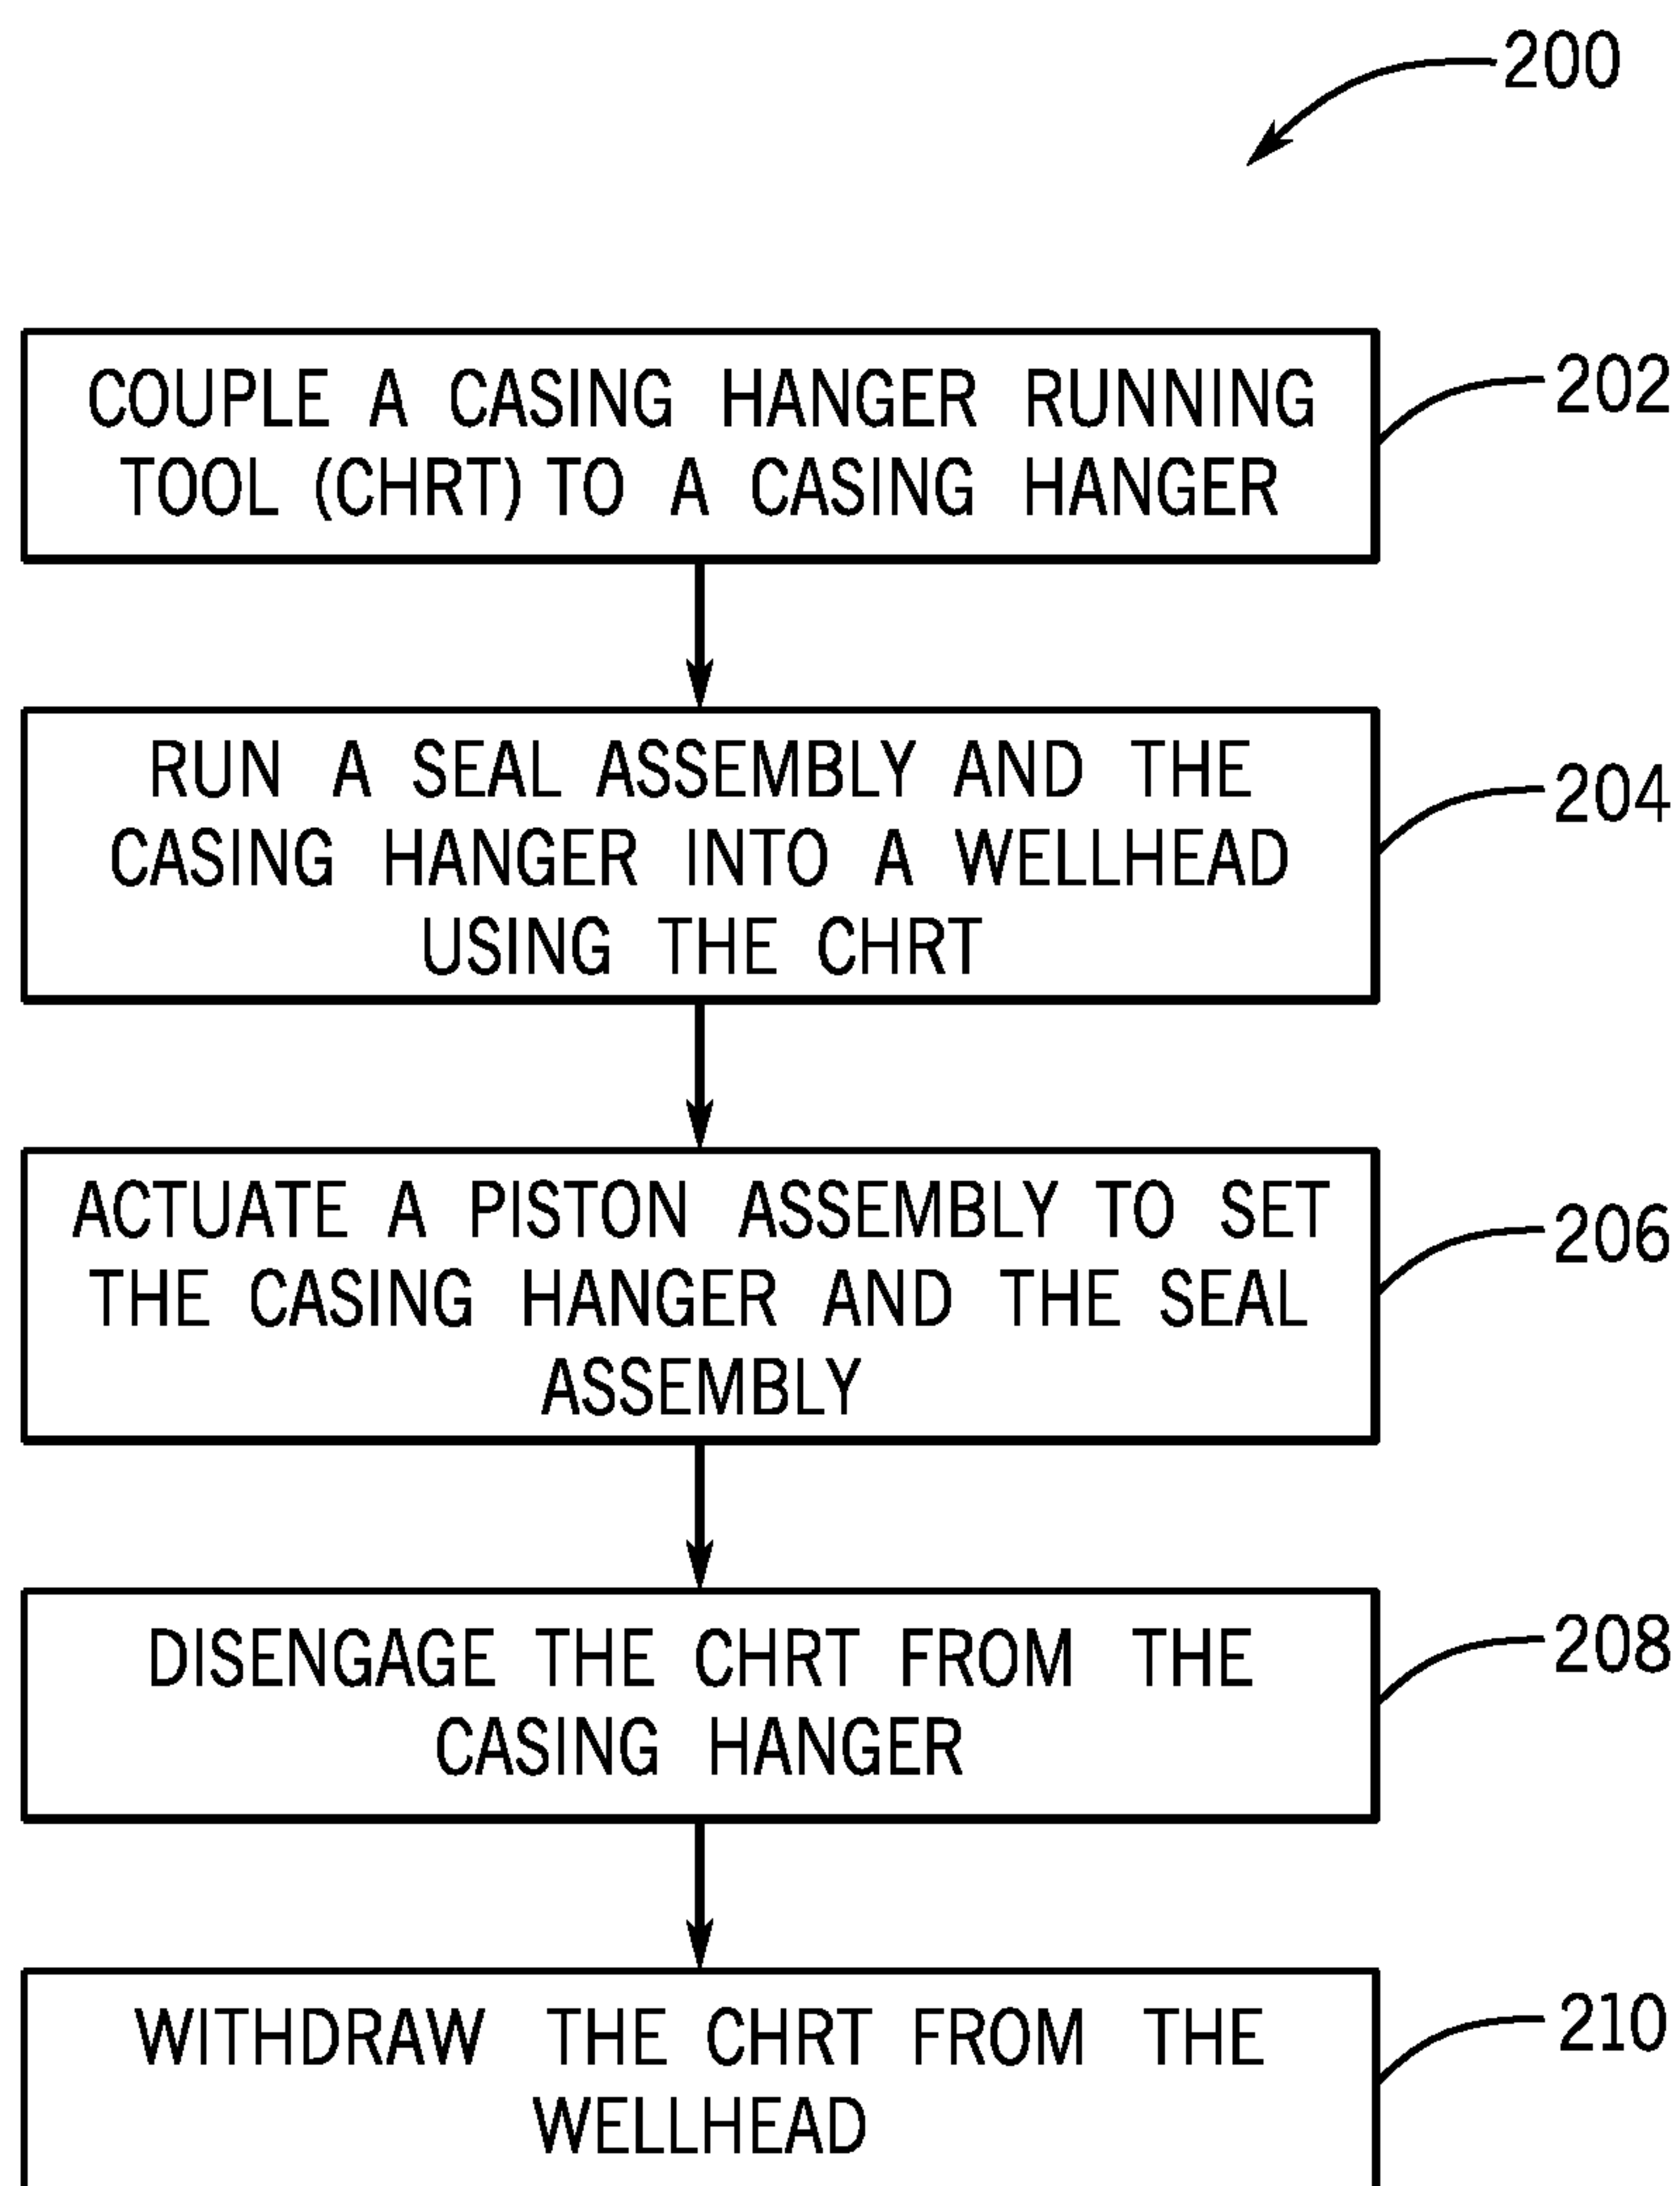 200
COUPLE A CASING HANGER RUNNING
TOOL (CHRT) TO A CASING HANGER
202
RUN A SEAL ASSEMBLY AND THE
CASING HANGER INTO A WELLHEAD
USING THE CHRT
204
ACTUATE A PISTON ASSEMBLY TO SET
THE CASING HANGER AND THE SEAL
ASSEMBLY
206
DISENGAGE THE CHRT FROM THE
CASING HANGER
208
WITHDRAW THE CHRT FROM THE
WELLHEAD
210